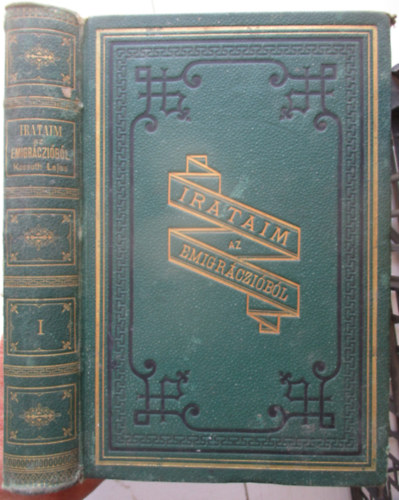 IRATAIM
AZ
EMIGRÁCZIÓBÓL
Kossuth Lajos
I
IRATAIM
AZ
EMIGRÁCZIÓBÓL